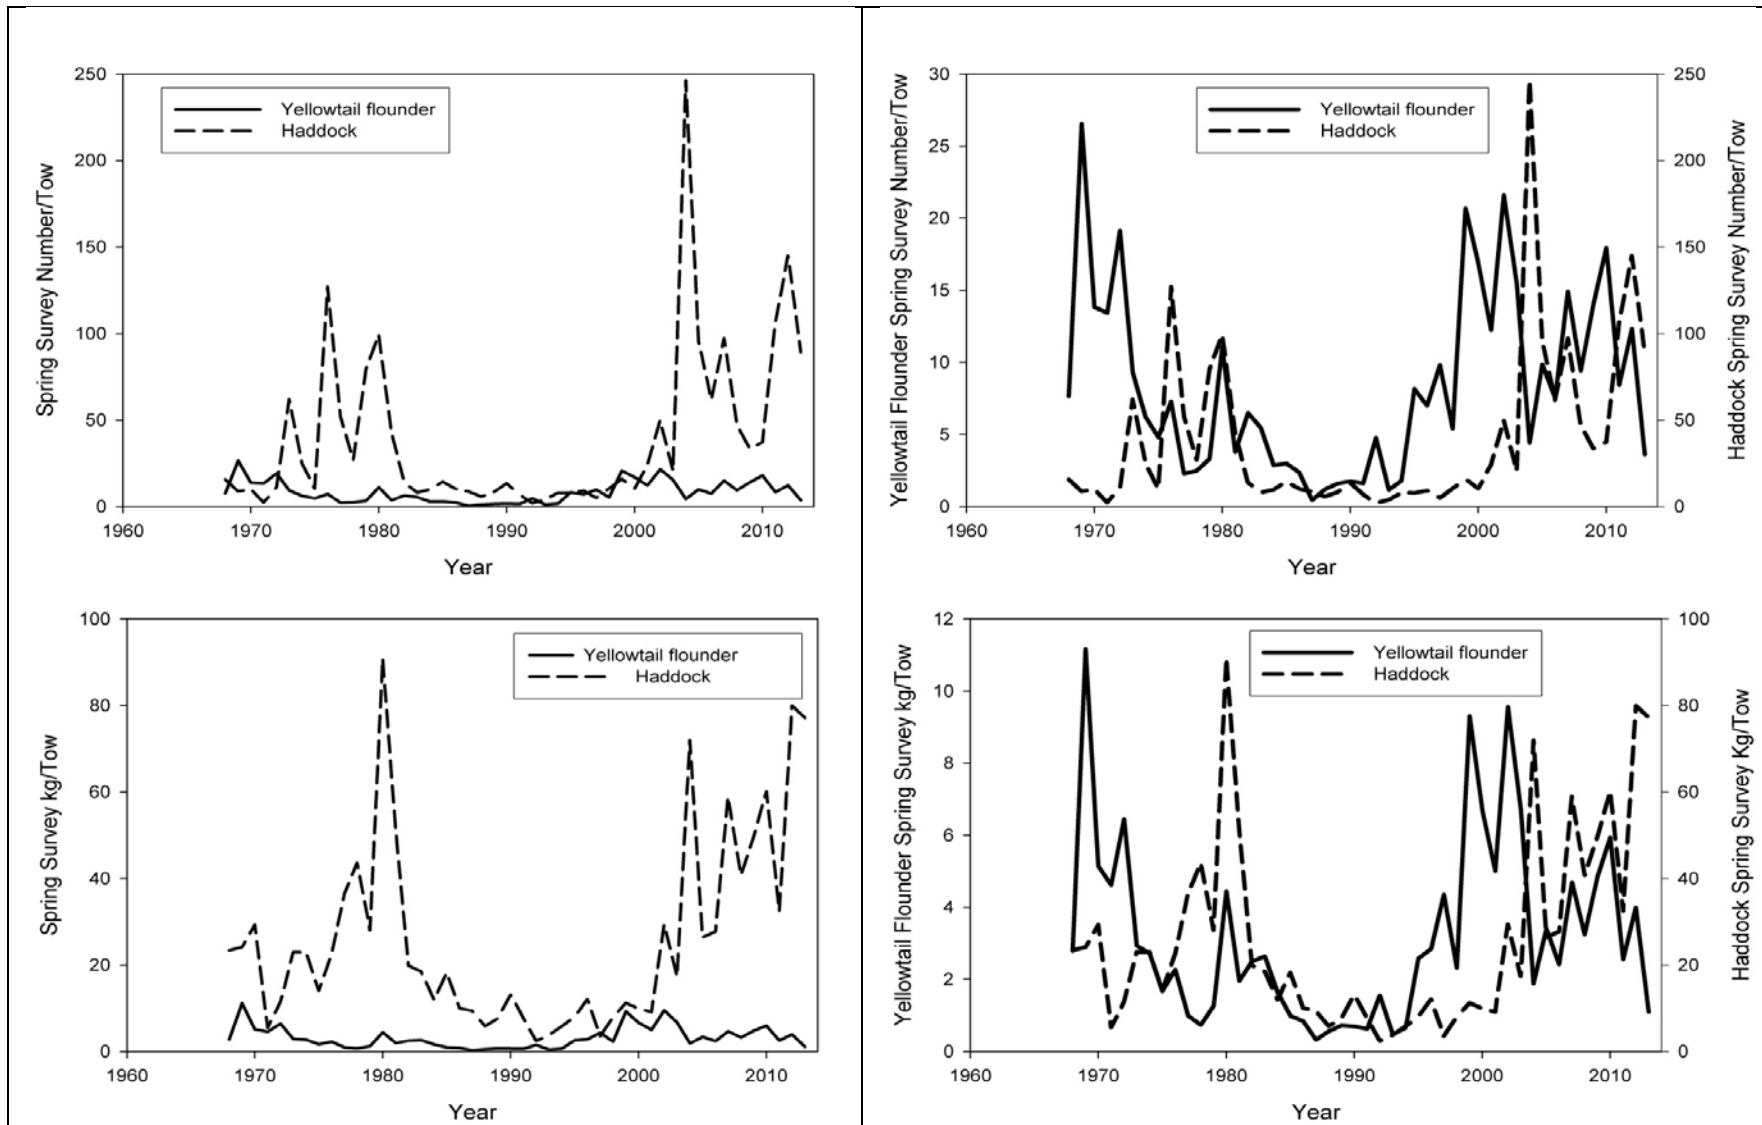 250
200
150
100
50
0
Spring Survey Number/Tow
Yellowtail flounder
Haddock
1960 1970 1980 1990 2000 2010
Year
30
25
20
15
10
5
0
Yellowtail Flounder Spring Survey Number/Tow
Yellowtail flounder
Haddock
250
200
150
100
50
0
Haddock Spring Survey Number/Tow
1960 1970 1980 1990 2000 2010
Year
100
80
60
40
20
0
Spring Survey kg/Tow
Yellowtail flounder
Haddock
1960 1970 1980 1990 2000 2010
Year
12
10
8
6
4
2
0
Yellowtail Flounder Spring Survey kg/Tow
Yellowtail flounder
Haddock
100
80
60
40
20
0
Haddock Spring Survey Kg/Tow
1960 1970 1980 1990 2000 2010
Year